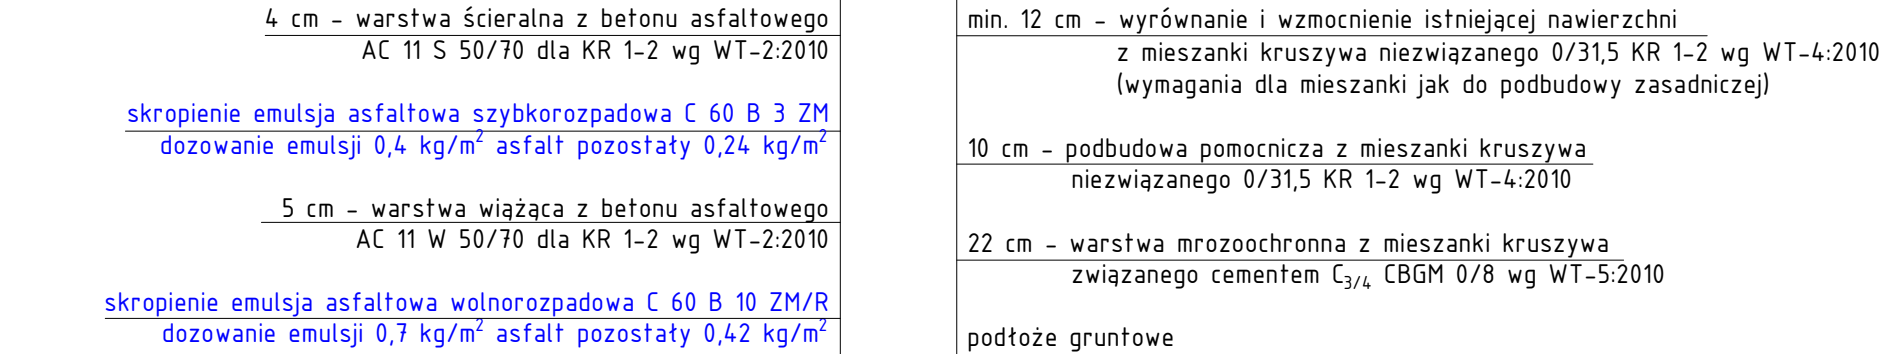 4 cm - warstwa ścieralna z betonu asfaltowego
AC 11 S 50/70 dla KR 1-2 wg WT-2:2010
skropienie emulsja asfaltowa szybkorozpadowa C 60 B 3 ZM
dozowanie emulsji 0,4 kg/m² asfalt pozostały 0,24 kg/m²
5 cm - warstwa wiążąca z betonu asfaltowego
AC 11 W 50/70 dla KR 1-2 wg WT-2:2010
skropienie emulsja asfaltowa wolnorozpadowa C 60 B 10 ZM/R
dozowanie emulsji 0,7 kg/m² asfalt pozostały 0,42 kg/m²
min. 12 cm - wyrównanie i wzmocnienie istniejącej nawierzchni
z mieszanki kruszywa niezwiązanego 0/31,5 KR 1-2 wg WT-4:2010
(wymagania dla mieszanki jak do podbudowy zasadniczej)
10 cm - podbudowa pomocnicza z mieszanki kruszywa
niezwiązanego 0/31,5 KR 1-2 wg WT-4:2010
22 cm - warstwa mrozoochronna z mieszanki kruszywa
związanego cementem C₃/₄ CBGM 0/8 wg WT-5:2010
podłoże gruntowe